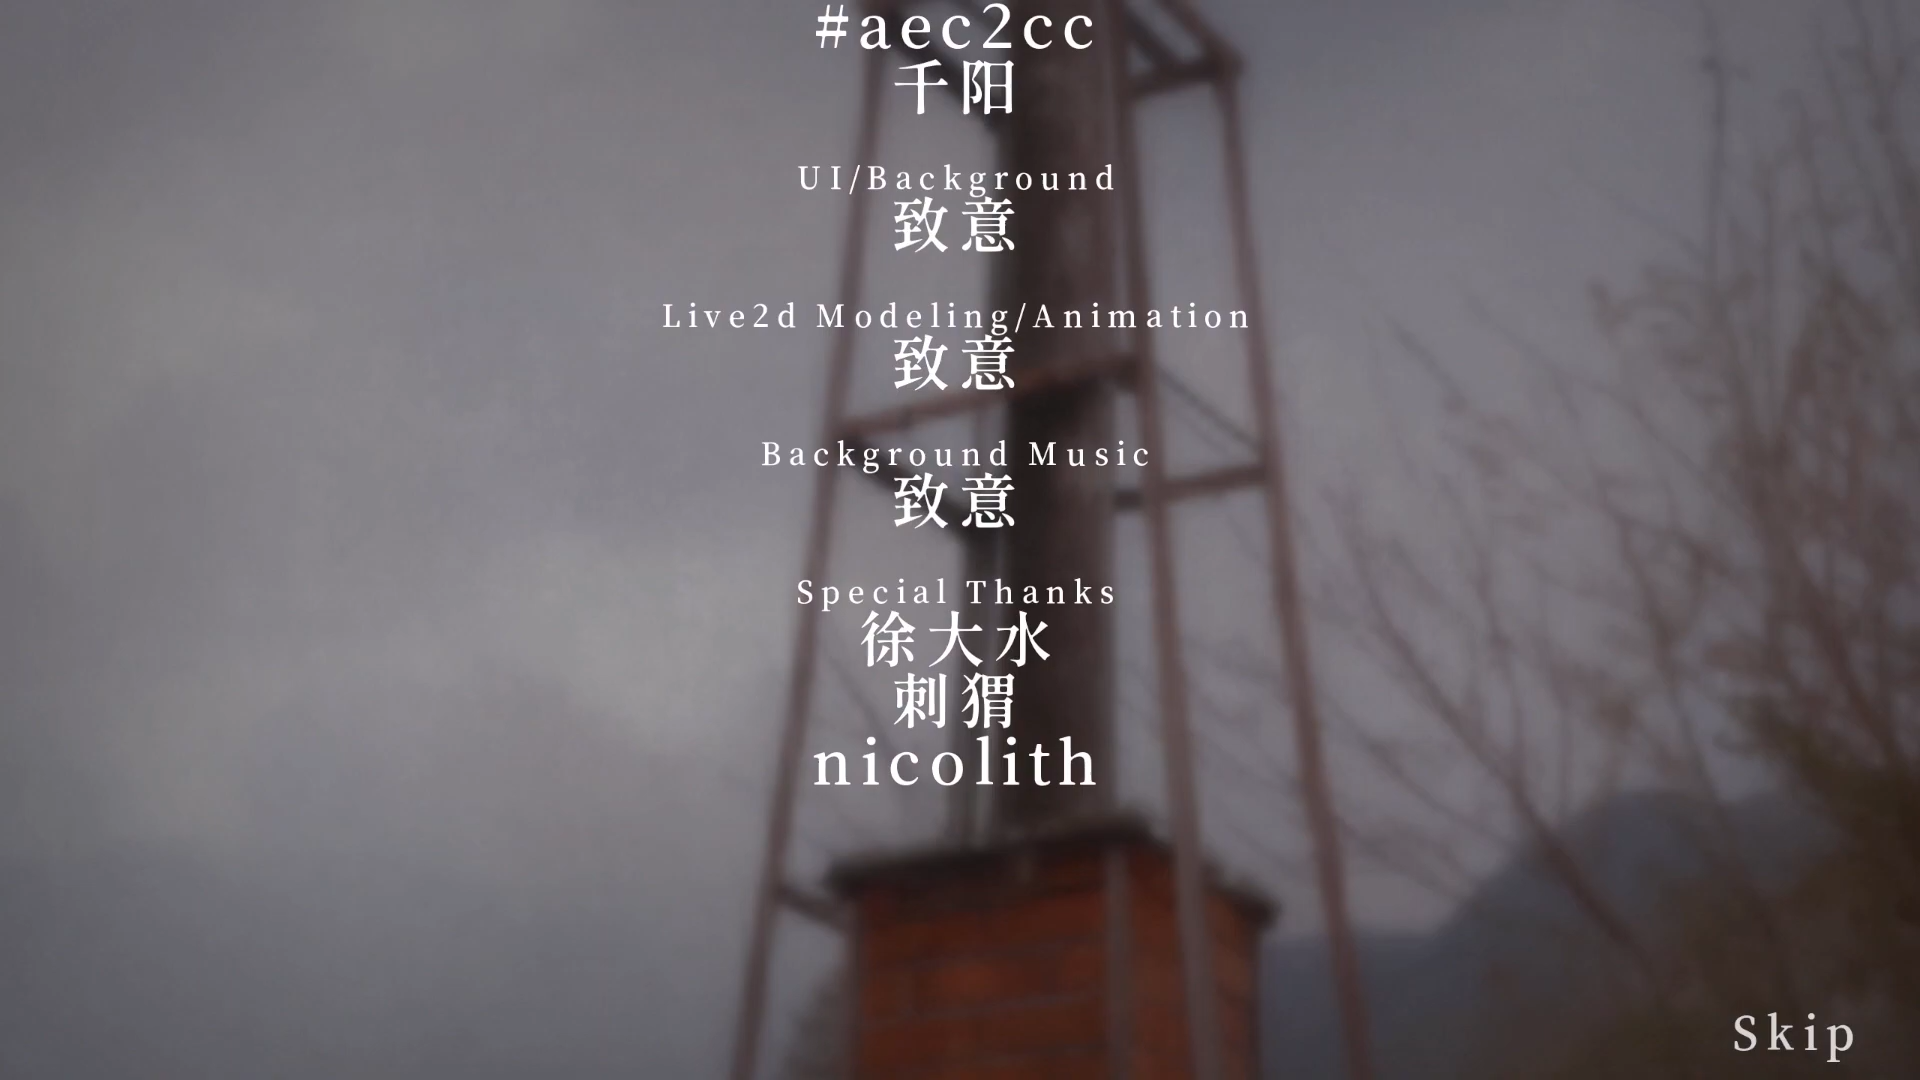 #aec2cc
千阳
UI/Background
致意
Live2d Modeling/Animation
致意
Background Music
致意
Special Thanks
徐大水
刺猬
nicolith
Skip